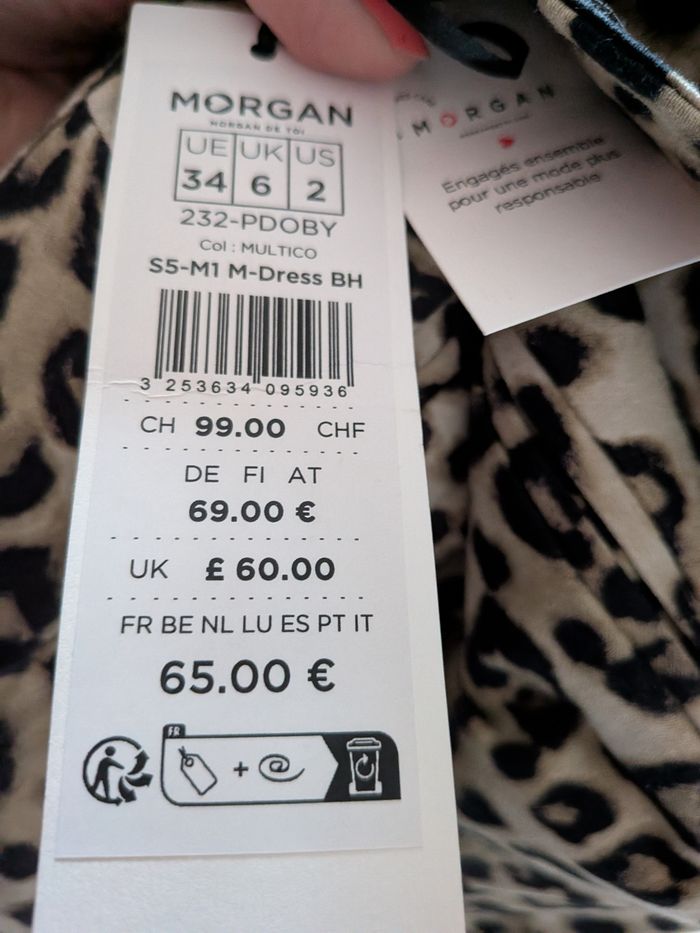 MORGAN
MORGAN DE TOI
UE UK US
34 6 2
232-PDOBY
Col : MULTICO
S5-M1 M-Dress BH
3 253634 095936
CH 99.00 CHF
DE FI AT
69.00 €
UK £ 60.00
FR BE NL LU ES PT IT
65.00 €
FR
+
MORGAN
Engagés ensemble
pour une mode plus
responsable